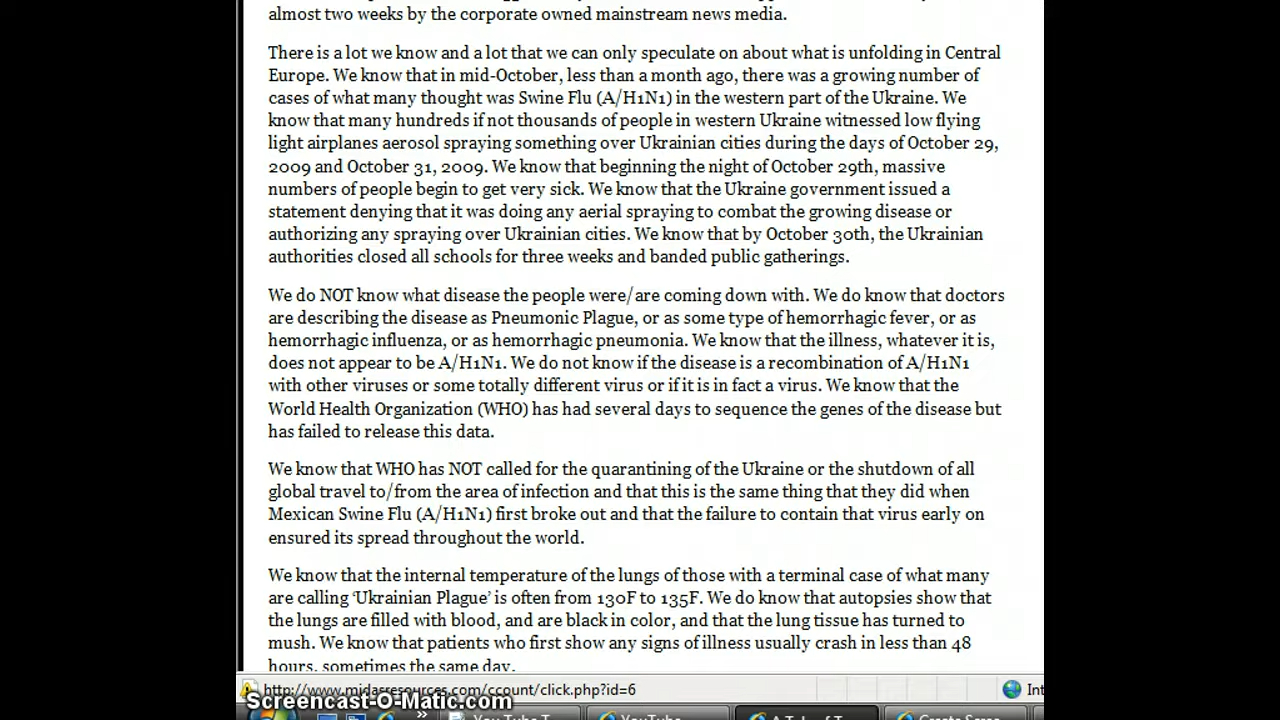 almost two weeks by the corporate owned mainstream news media.
There is a lot we know and a lot that we can only speculate on about what is unfolding in Central
Europe. We know that in mid-October, less than a month ago, there was a growing number of
cases of what many thought was Swine Flu (A/H1N1) in the western part of the Ukraine. We
know that many hundreds if not thousands of people in western Ukraine witnessed low flying
light airplanes aerosol spraying something over Ukrainian cities during the days of October 29,
2009 and October 31, 2009. We know that beginning the night of October 29th, massive
numbers of people begin to get very sick. We know that the Ukraine government issued a
statement denying that it was doing any aerial spraying to combat the growing disease or
authorizing any spraying over Ukrainian cities. We know that by October 30th, the Ukrainian
authorities closed all schools for three weeks and banded public gatherings.
We do NOT know what disease the people were/are coming down with. We do know that doctors
are describing the disease as Pneumonic Plague, or as some type of hemorrhagic fever, or as
hemorrhagic influenza, or as hemorrhagic pneumonia. We know that the illness, whatever it is,
does not appear to be A/H1N1. We do not know if the disease is a recombination of A/H1N1
with other viruses or some totally different virus or if it is in fact a virus. We know that the
World Health Organization (WHO) has had several days to sequence the genes of the disease but
has failed to release this data.
We know that WHO has NOT called for the quarantining of the Ukraine or the shutdown of all
global travel to/from the area of infection and that this is the same thing that they did when
Mexican Swine Flu (A/H1N1) first broke out and that the failure to contain that virus early on
ensured its spread throughout the world.
We know that the internal temperature of the lungs of those with a terminal case of what many
are calling ‘Ukrainian Plague’ is often from 130F to 135F. We do know that autopsies show that
the lungs are filled with blood, and are black in color, and that the lung tissue has turned to
mush. We know that patients who first show any signs of illness usually crash in less than 48
hours, sometimes the same day.
http://www.midasresources.com/ccount/click.php?id=6
Int
Screencast-O-Matic.com
You Tube T
YouTube
A Tale of T
Create Scree